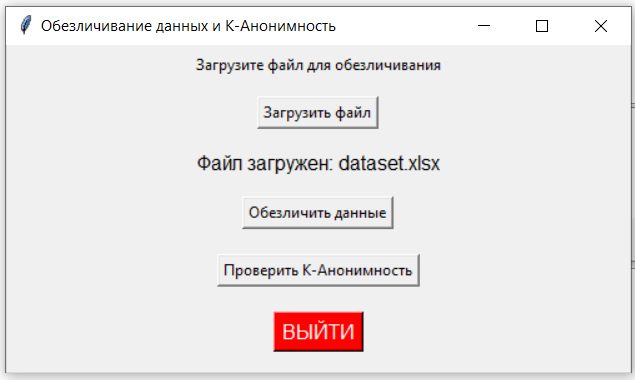 Обезличивание данных и К-Анонимность
Загрузите файл для обезличивания
Загрузить файл
Файл загружен: dataset.xlsx
Обезличить данные
Проверить К-Анонимность
ВЫЙТИ